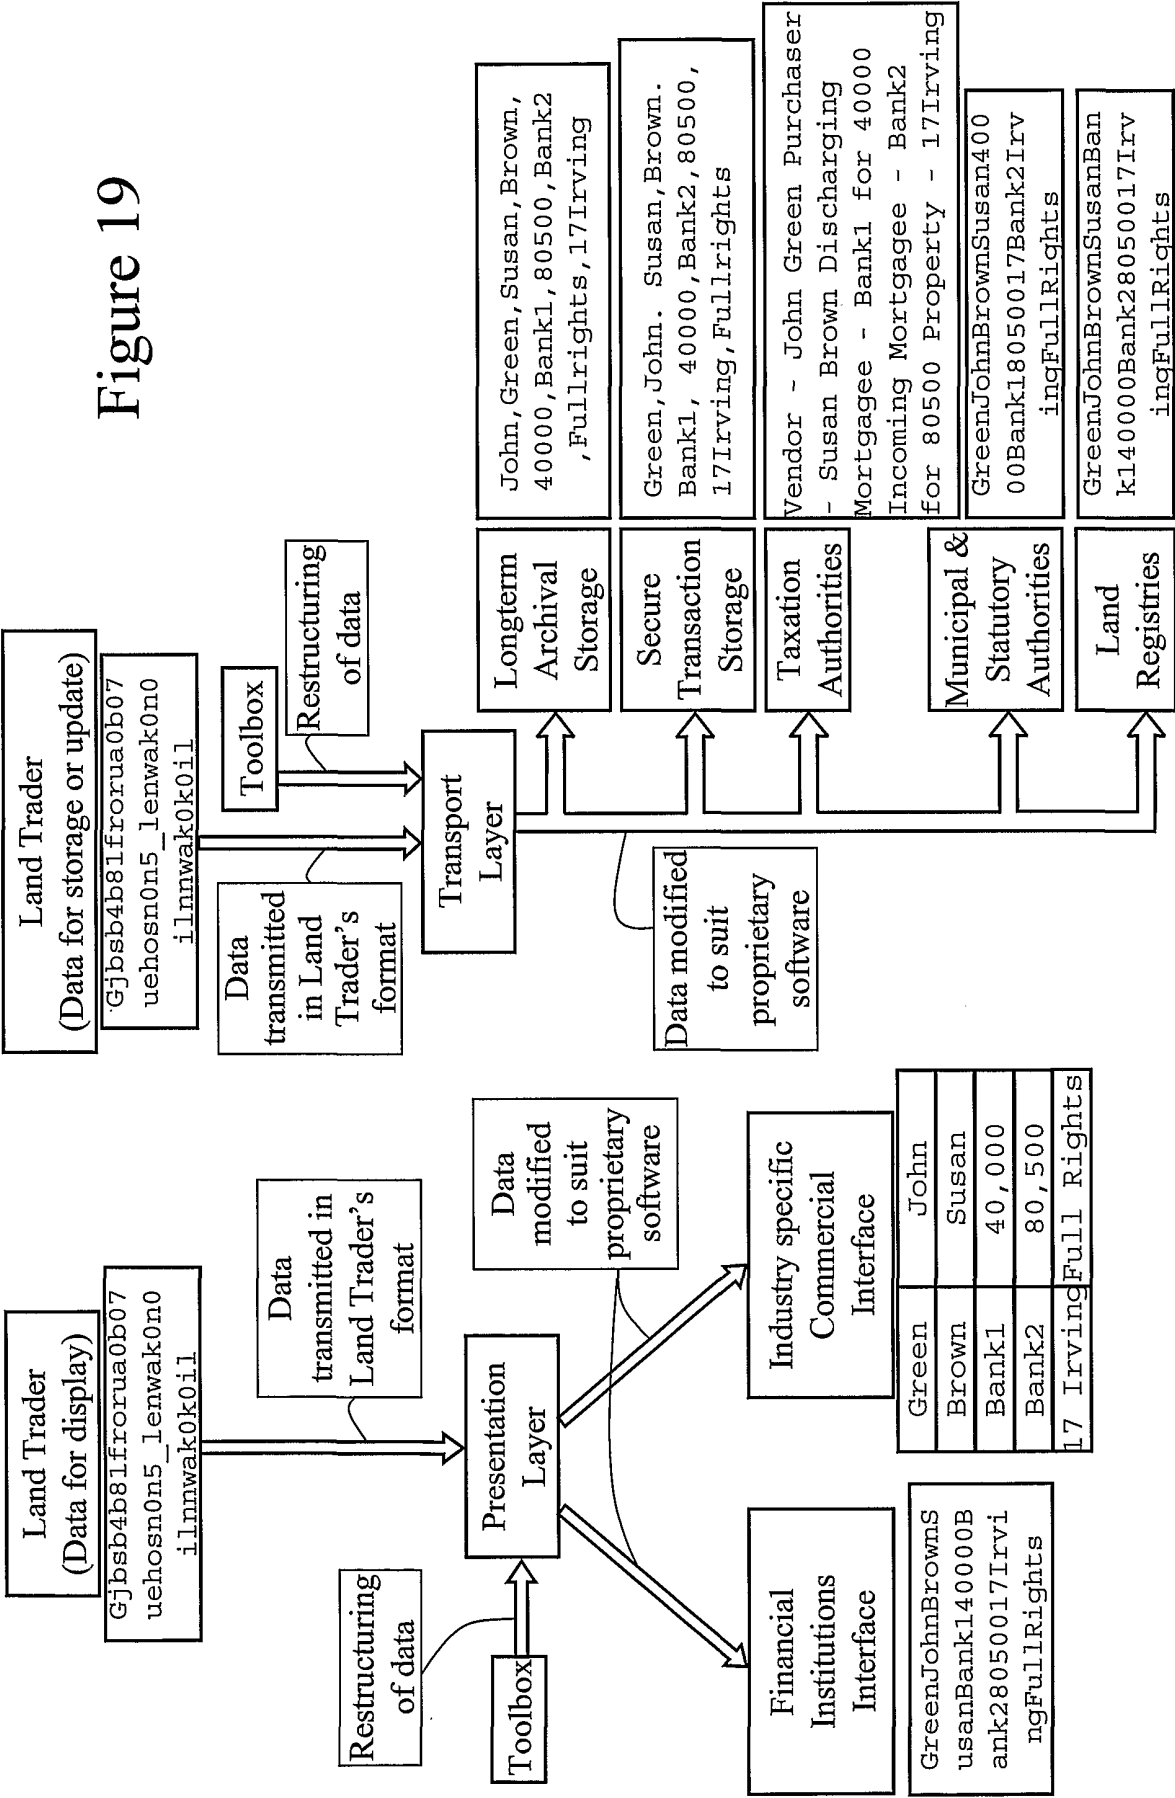 Figure 19
Land Trader
(Data for display)
Gjbsb4b81frorua0b07
uehosn0n5_lenwak0n0
ilnnwak0k0il
Data
transmitted in
Land Trader's
format
Restructuring
of data
Toolbox
Presentation
Layer
Data
modified
to suit
proprietary
software
Financial
Institutions
Interface
GreenJohnBrownS
usanBank140000B
ank28050017Irvi
ngFullRights
Industry specific
Commercial
Interface
Green John
Brown Susan
Bank1 40,000
Bank2 80,500
17 Irving Full Rights
Land Trader
(Data for storage or update)
Gjbsb4b81frorua0b07
uehosn0n5_lenwak0n0
ilnnwak0k0il
Data
transmitted
in Land
Trader's
format
Toolbox
Restructuring
of data
Transport
Layer
Data modified
to suit
proprietary
software
Longterm
Archival
Storage
John,Green,Susan,Brown,
40000,Bank1,80500,Bank2
,Fullrights,17Irving
Secure
Transaction
Storage
Green,John. Susan,Brown.
Bank1, 40000,Bank2,80500,
17Irving,Fullrights
Taxation
Authorities
Vendor - John Green Purchaser
- Susan Brown Discharging
Mortgagee - Bank1 for 40000
Incoming Mortgagee - Bank2
for 80500 Property - 17Irving
Municipal &
Statutory
Authorities
GreenJohnBrownSusan400
00Bank18050017Bank2Irv
ingFullRights
Land
Registries
GreenJohnBrownSusanBan
k140000Bank28050017Irv
ingFullRights